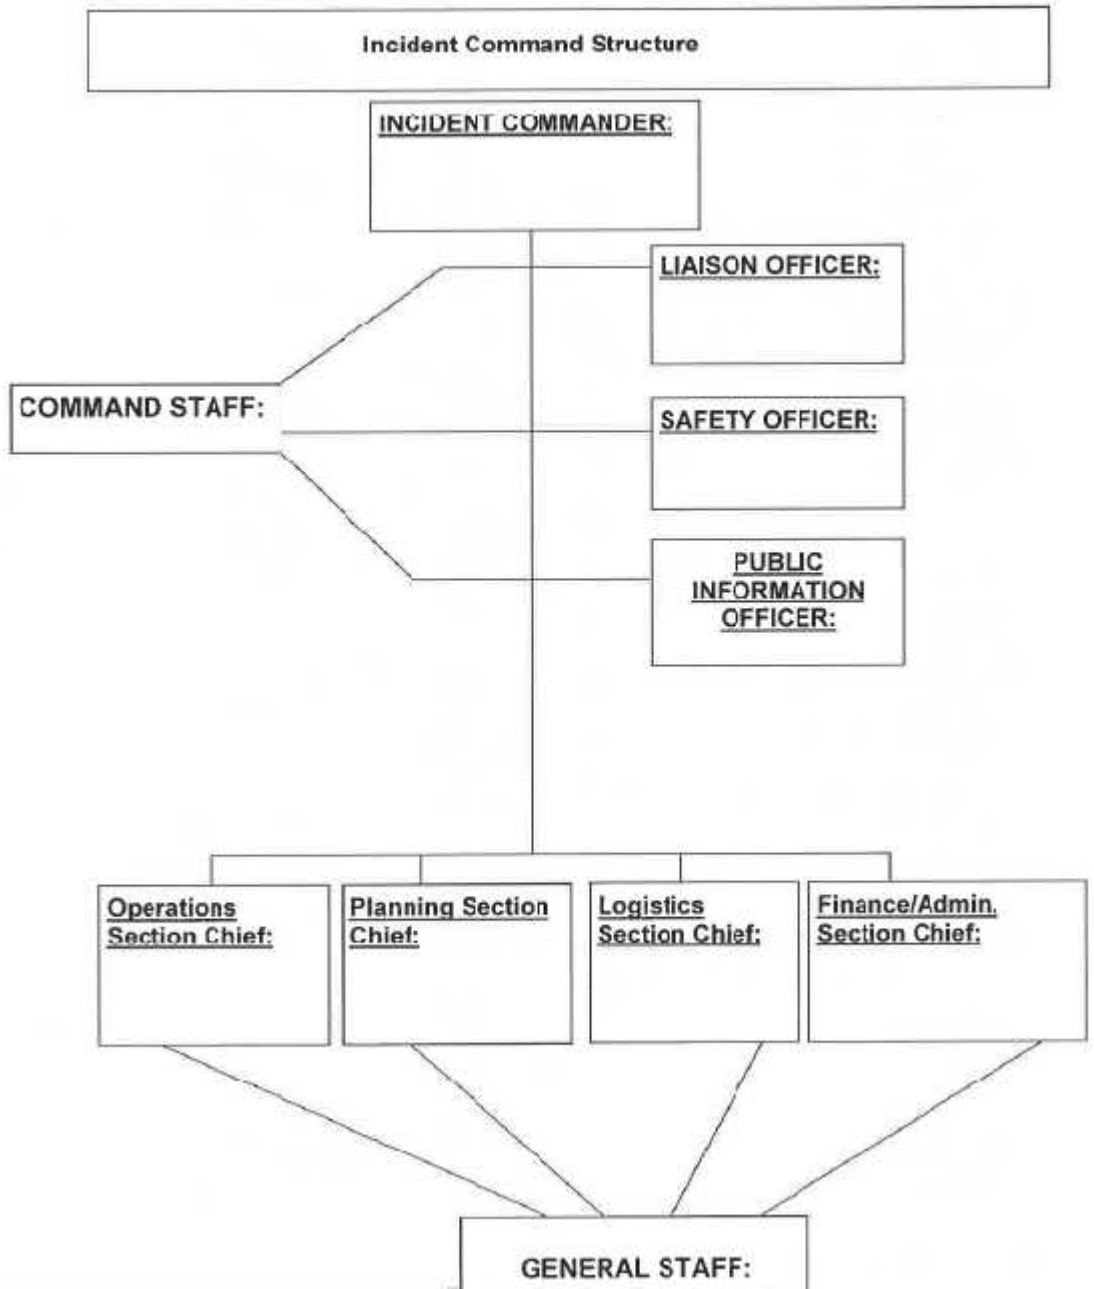 Incident Command Structure
INCIDENT COMMANDER:
LIAISON OFFICER:
COMMAND STAFF:
SAFETY OFFICER:
PUBLIC
INFORMATION
OFFICER:
Operations
Section Chief:
Planning Section
Chief:
Logistics
Section Chief:
Finance/Admin.
Section Chief:
GENERAL STAFF: